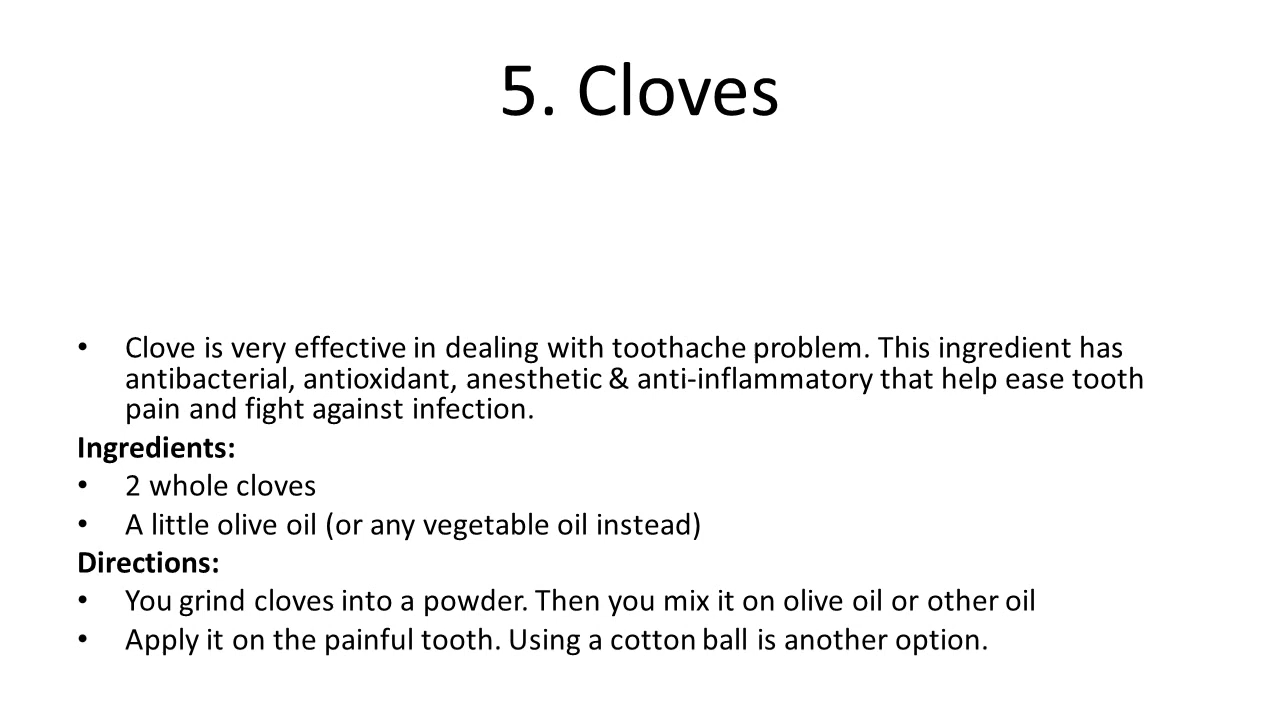 5. Cloves
• Clove is very effective in dealing with toothache problem. This ingredient has
antibacterial, antioxidant, anesthetic & anti-inflammatory that help ease tooth
pain and fight against infection.
Ingredients:
• 2 whole cloves
• A little olive oil (or any vegetable oil instead)
Directions:
• You grind cloves into a powder. Then you mix it on olive oil or other oil
• Apply it on the painful tooth. Using a cotton ball is another option.